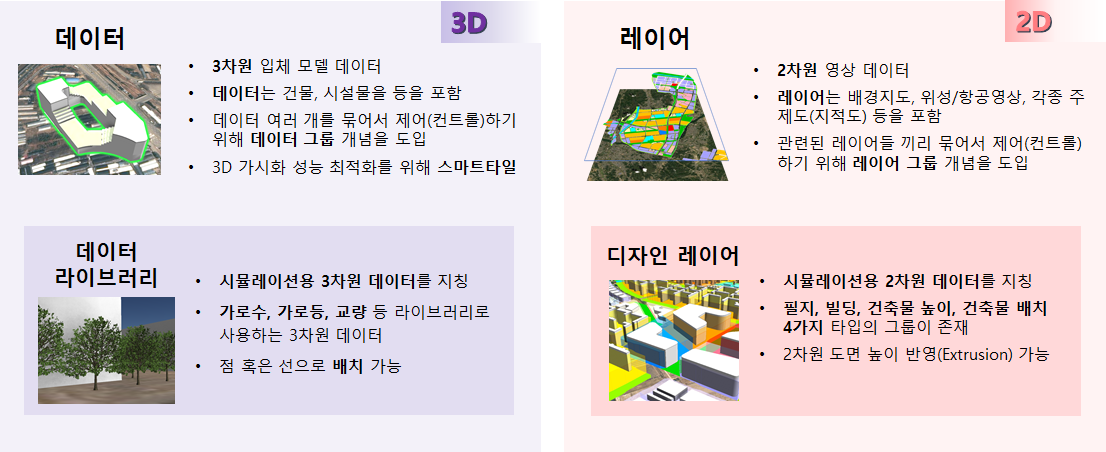 3D
데이터
• 3차원 입체 모델 데이터
• 데이터는 건물, 시설물을 등을 포함
• 데이터 여러 개를 묶어서 제어(컨트롤)하기
위해 데이터 그룹 개념을 도입
• 3D 가시화 성능 최적화를 위해 스마트타일
데이터
라이브러리
• 시뮬레이션용 3차원 데이터를 지칭
• 가로수, 가로등, 교량 등 라이브러리로
사용하는 3차원 데이터
• 점 혹은 선으로 배치 가능
2D
레이어
• 2차원 영상 데이터
• 레이어는 배경지도, 위성/항공영상, 각종 주
제도(지적도) 등을 포함
• 관련된 레이어들 끼리 묶어서 제어(컨트롤)
하기 위해 레이어 그룹 개념을 도입
디자인 레이어
• 시뮬레이션용 2차원 데이터를 지칭
• 필지, 빌딩, 건축물 높이, 건축물 배치
4가지 타입의 그룹이 존재
• 2차원 도면 높이 반영(Extrusion) 가능